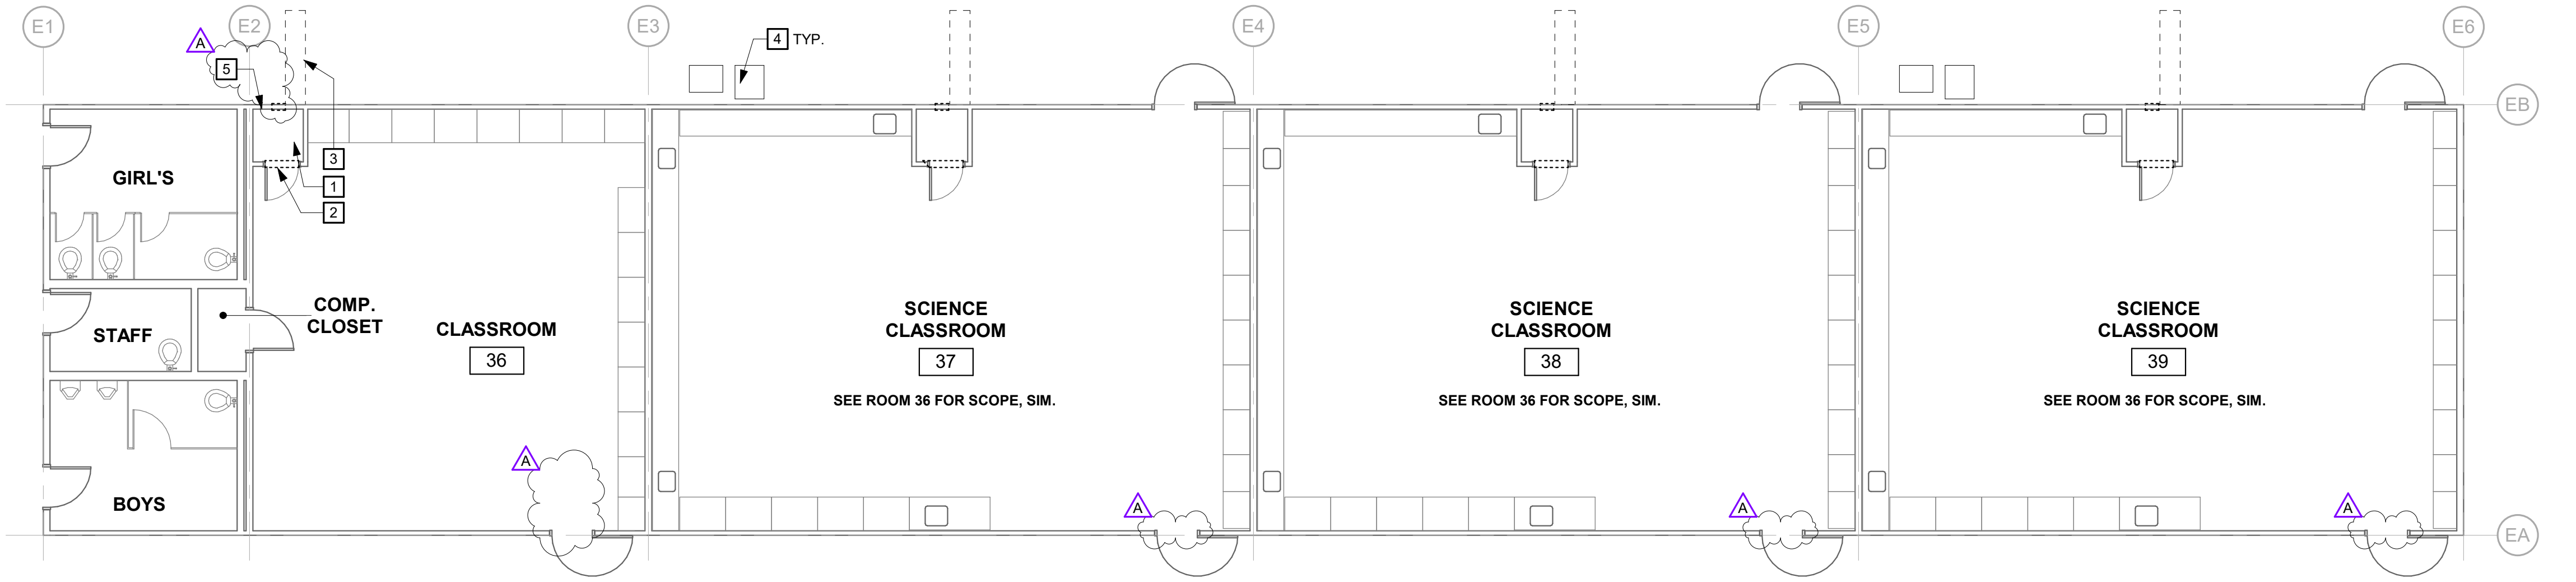 E1
E2
E3
E4
E5
E6
A
5
4 TYP.
EB
3
1
2
GIRL'S
STAFF
BOYS
COMP.
CLOSET
CLASSROOM
36
SCIENCE
CLASSROOM
37
SEE ROOM 36 FOR SCOPE, SIM.
SCIENCE
CLASSROOM
38
SEE ROOM 36 FOR SCOPE, SIM.
SCIENCE
CLASSROOM
39
SEE ROOM 36 FOR SCOPE, SIM.
A
A
A
A
EA